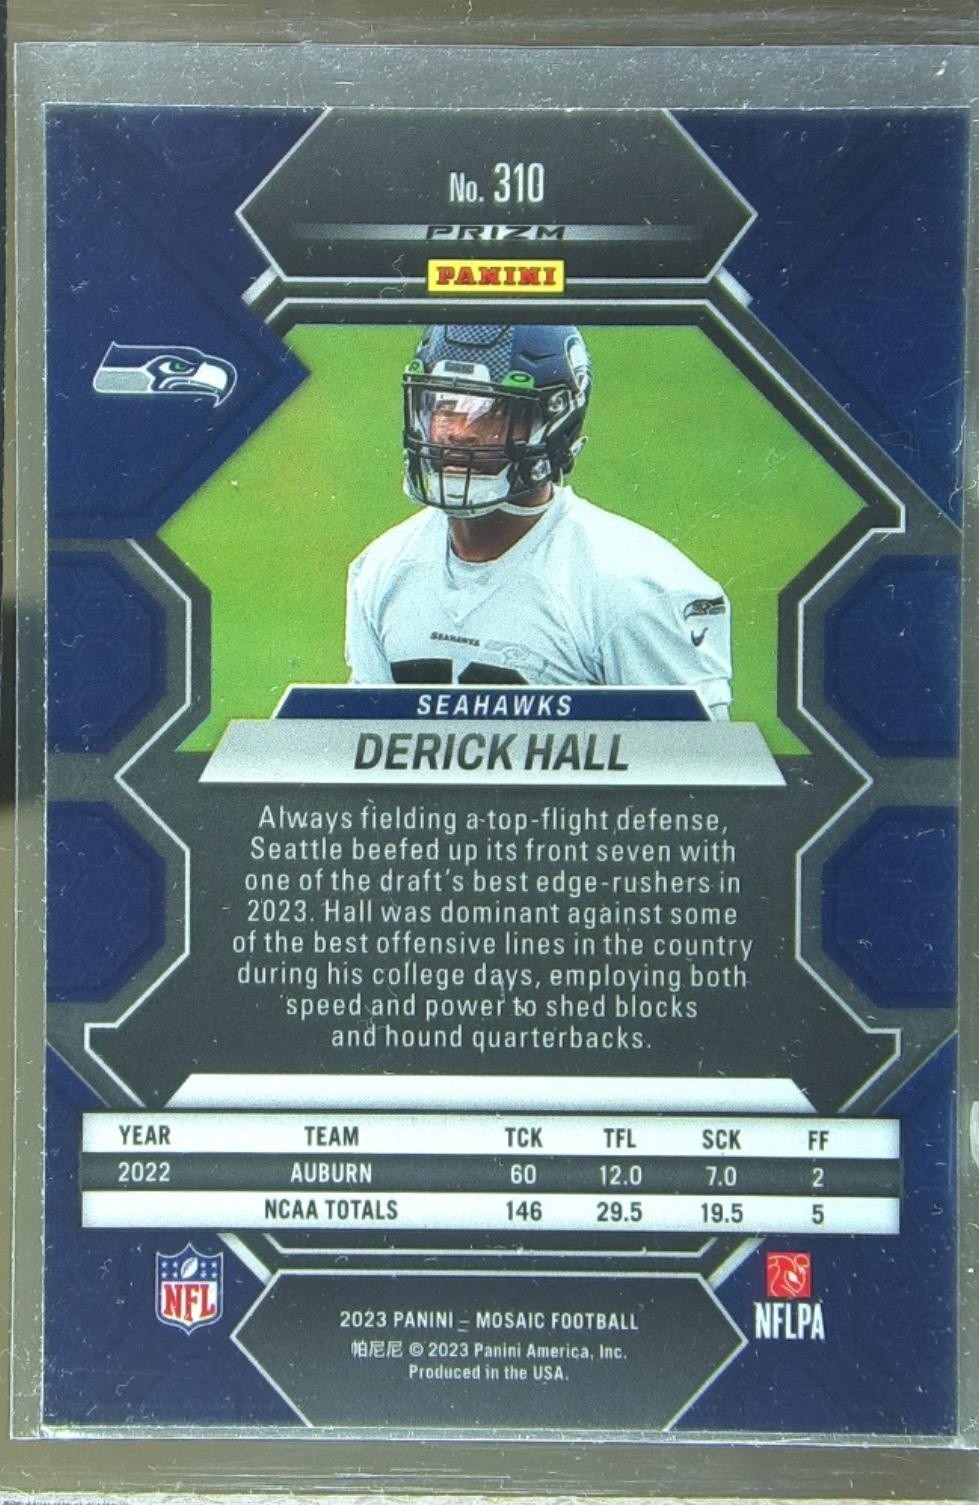 No. 310
PRIZM
PANINI
SEAHAWKS
SEAHAWKS
DERICK HALL
Always fielding a top-flight defense,
Seattle beefed up its front seven with
one of the draft's best edge-rushers in
2023. Hall was dominant against some
of the best offensive lines in the country
during his college days, employing both
speed and power to shed blocks
and hound quarterbacks.
YEAR TEAM TCK TFL SCK FF
2022 AUBURN 60 12.0 7.0 2
NCAA TOTALS 146 29.5 19.5 5
NFL
NFLPA
2023 PANINI – MOSAIC FOOTBALL
帕尼尼 © 2023 Panini America, Inc.
Produced in the USA.